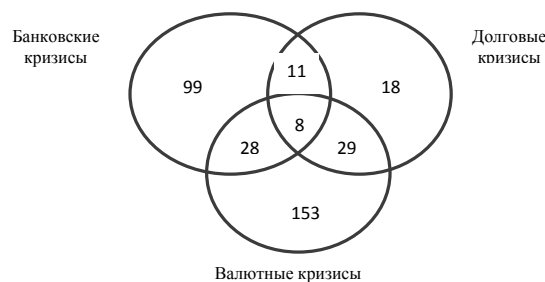 Банковские
кризисы
Долговые
кризисы
11
99
18
8
28
29
153
Валютные кризисы